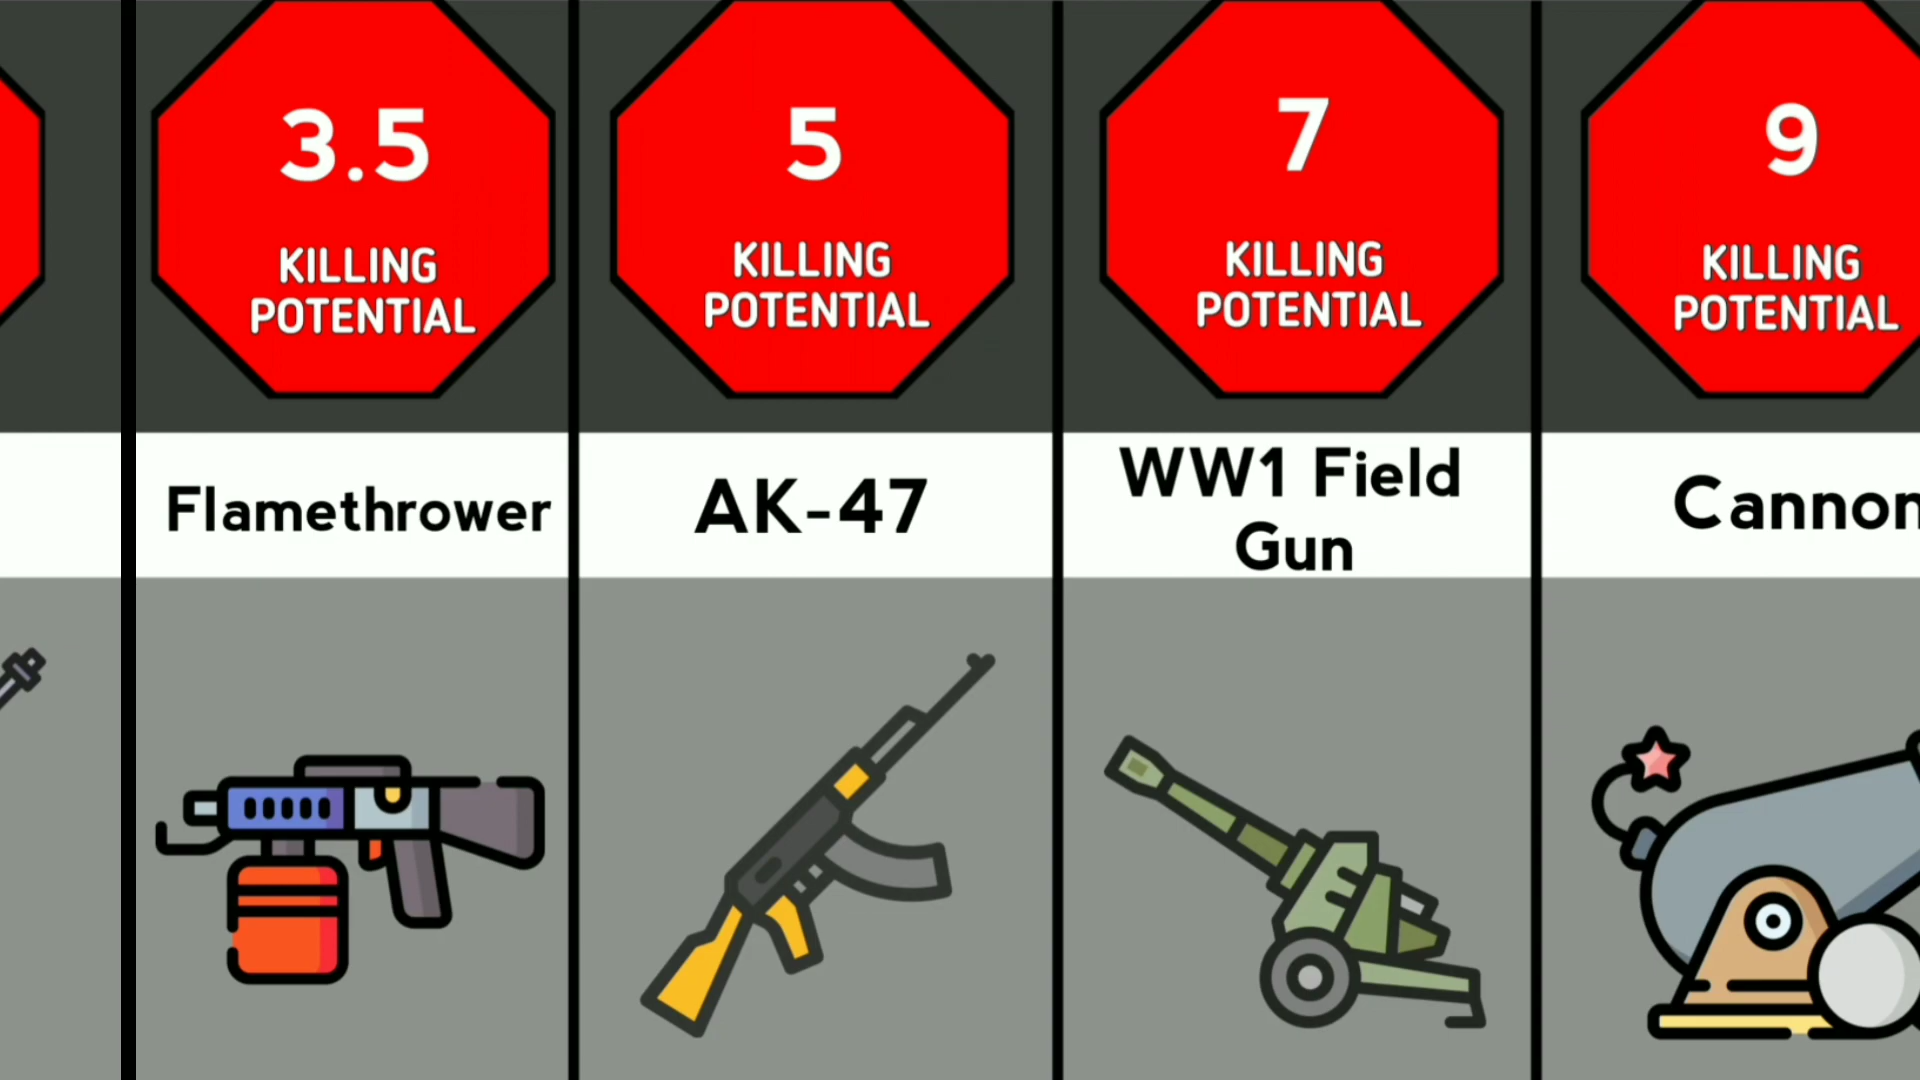 3.5
KILLING
POTENTIAL
Flamethrower
5
KILLING
POTENTIAL
AK-47
7
KILLING
POTENTIAL
WW1 Field
Gun
9
KILLING
POTENTIAL
Cannon